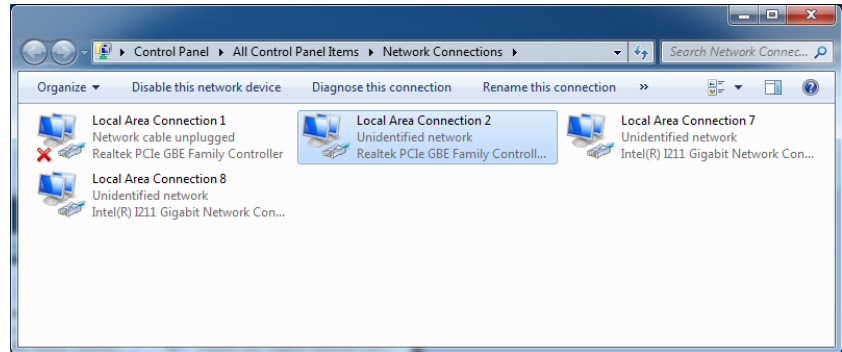 Control Panel ▸ All Control Panel Items ▸ Network Connections ▸
Search Network Connec...
Organize
Disable this network device
Diagnose this connection
Rename this connection
»
Local Area Connection 1
Network cable unplugged
Realtek PCIe GBE Family Controller
Local Area Connection 2
Unidentified network
Realtek PCIe GBE Family Controll...
Local Area Connection 7
Unidentified network
Intel(R) I211 Gigabit Network Con...
Local Area Connection 8
Unidentified network
Intel(R) I211 Gigabit Network Con...